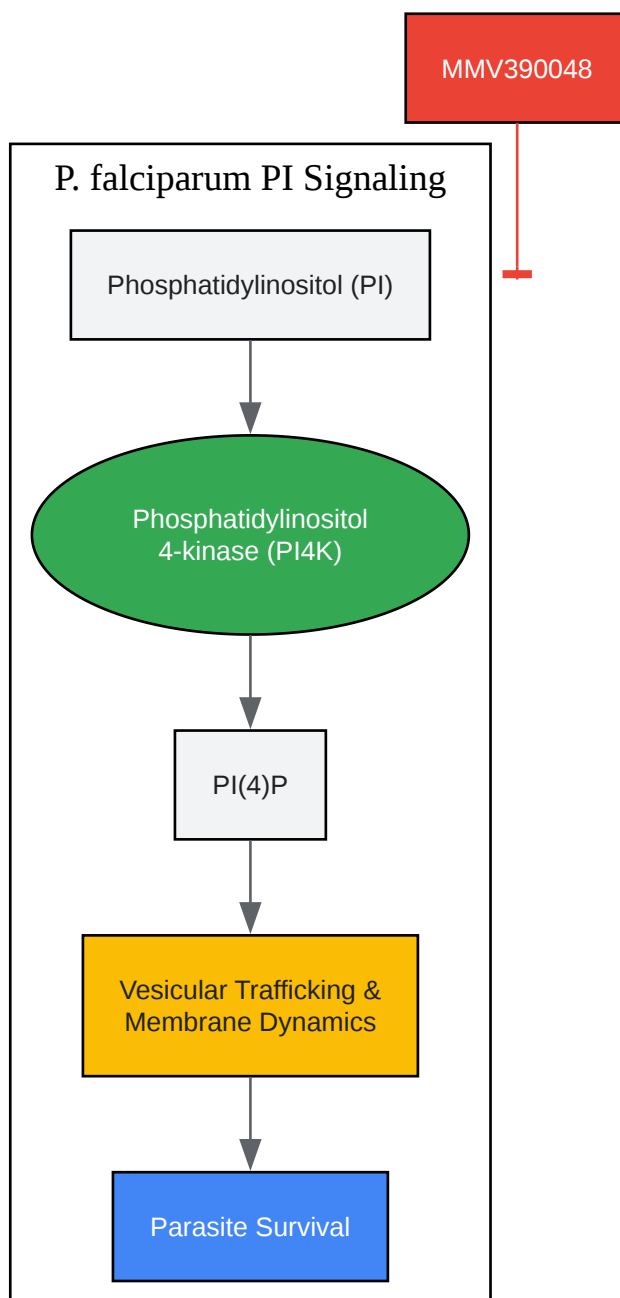 MMV390048
P. falciparum PI Signaling
Phosphatidylinositol (PI)
Phosphatidylinositol
4-kinase (PI4K)
PI(4)P
Vesicular Trafficking &
Membrane Dynamics
Parasite Survival